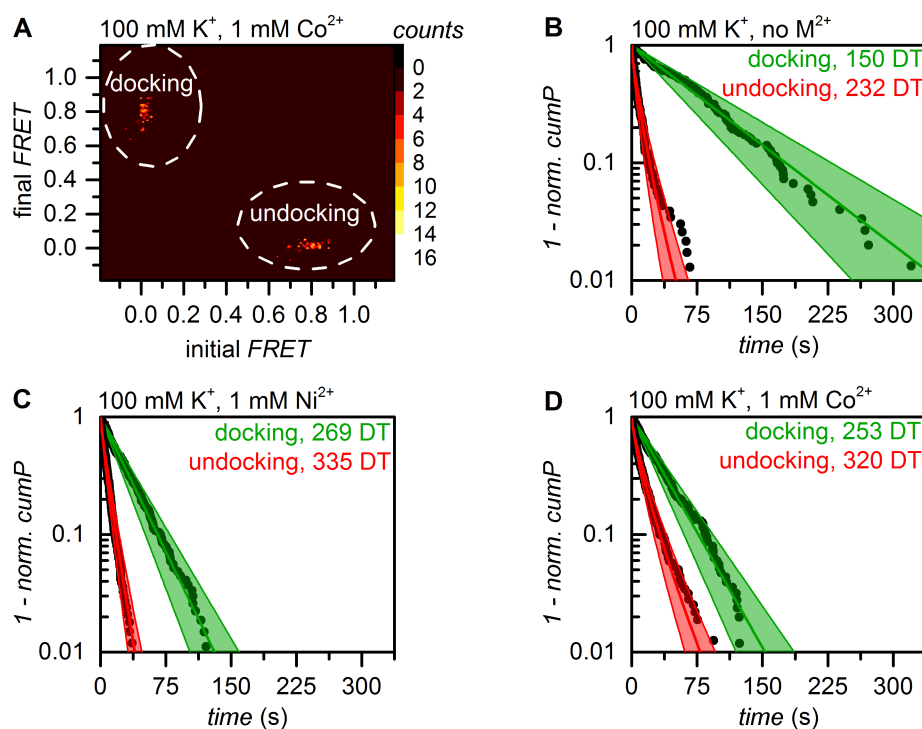 A
100 mM K⁺, 1 mM Co²⁺
counts
docking
undocking
1.0
0.8
0.6
0.4
0.2
0.0
final FRET
0.0 0.2 0.4 0.6 0.8 1.0
initial FRET
0
2
4
6
8
10
12
14
16
B
100 mM K⁺, no M²⁺
docking, 150 DT
undocking, 232 DT
1
0.1
0.01
1 - norm. cumP
0 75 150 225 300
time (s)
C
100 mM K⁺, 1 mM Ni²⁺
docking, 269 DT
undocking, 335 DT
1
0.1
0.01
1 - norm. cumP
0 75 150 225 300
time (s)
D
100 mM K⁺, 1 mM Co²⁺
docking, 253 DT
undocking, 320 DT
1
0.1
0.01
1 - norm. cumP
0 75 150 225 300
time (s)